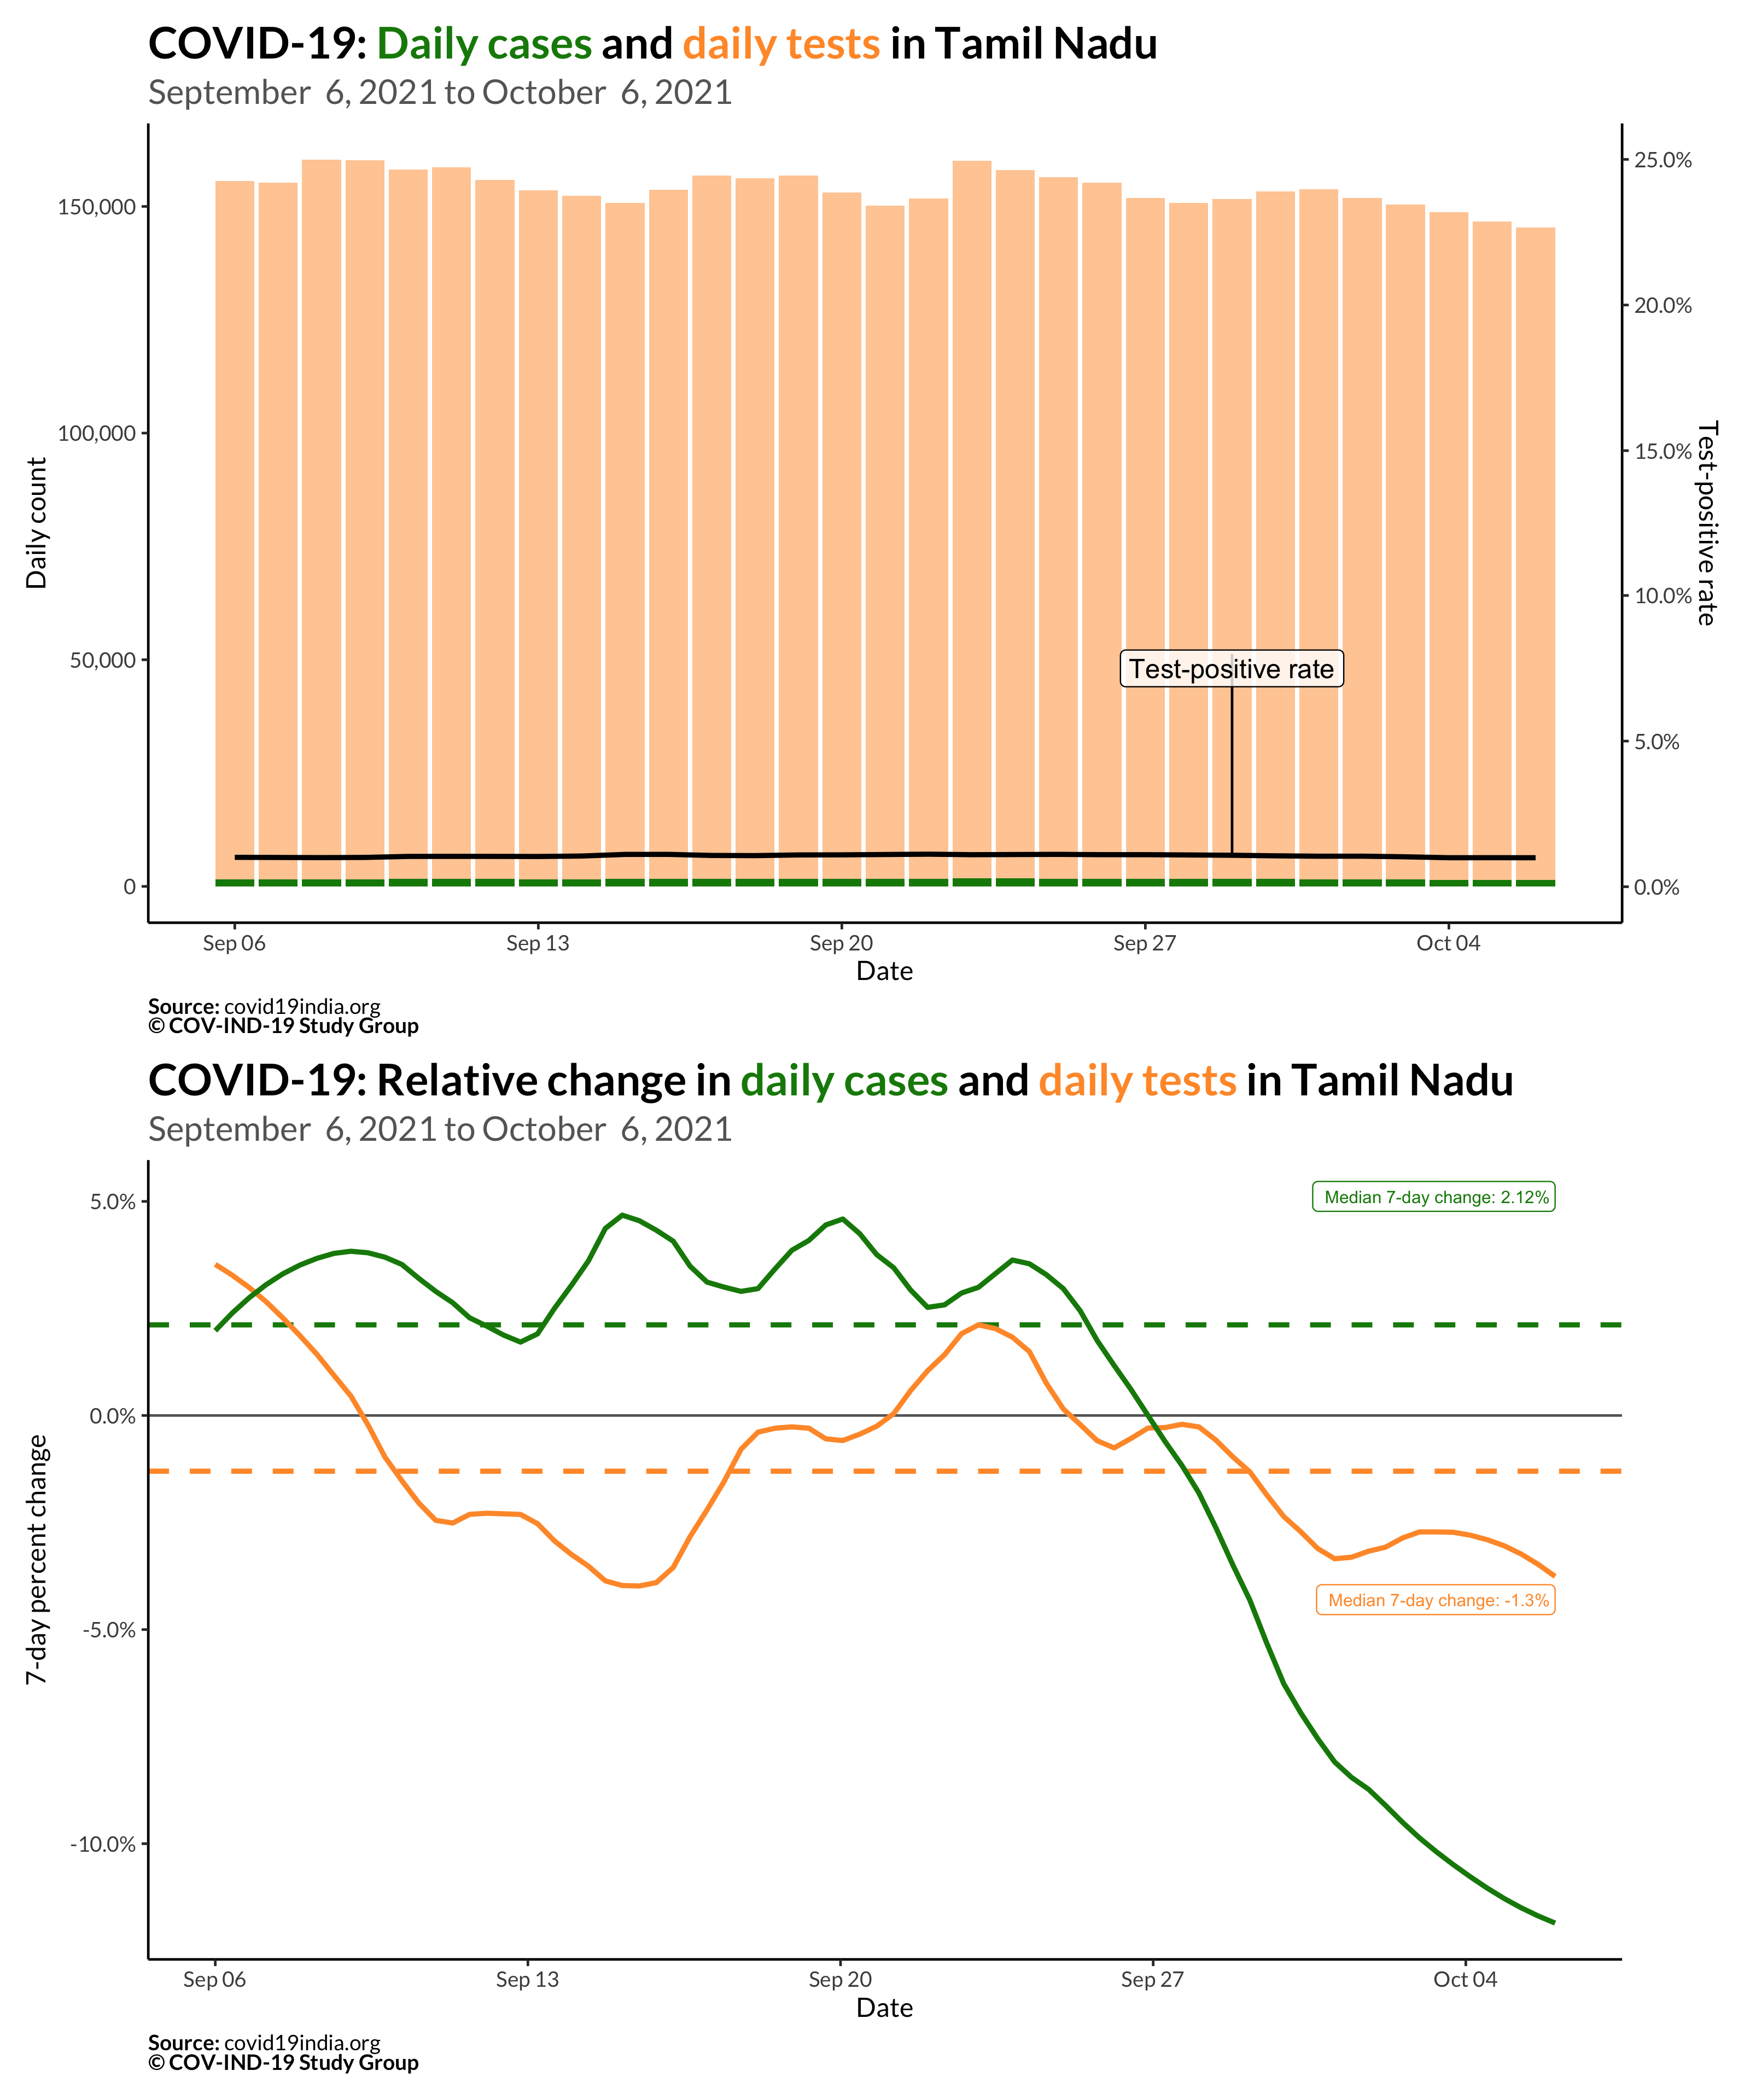 COVID-19: Daily cases and daily tests in Tamil Nadu
September 6, 2021 to October 6, 2021
150,000
100,000
50,000
0
Daily count
25.0%
20.0%
15.0%
10.0%
5.0%
0.0%
Test-positive rate
Test-positive rate
Sep 06
Sep 13
Sep 20
Sep 27
Oct 04
Date
Source: covid19india.org
© COV-IND-19 Study Group
COVID-19: Relative change in daily cases and daily tests in Tamil Nadu
September 6, 2021 to October 6, 2021
5.0%
0.0%
-5.0%
-10.0%
7-day percent change
Median 7-day change: 2.12%
Median 7-day change: -1.3%
Sep 06
Sep 13
Sep 20
Sep 27
Oct 04
Date
Source: covid19india.org
© COV-IND-19 Study Group